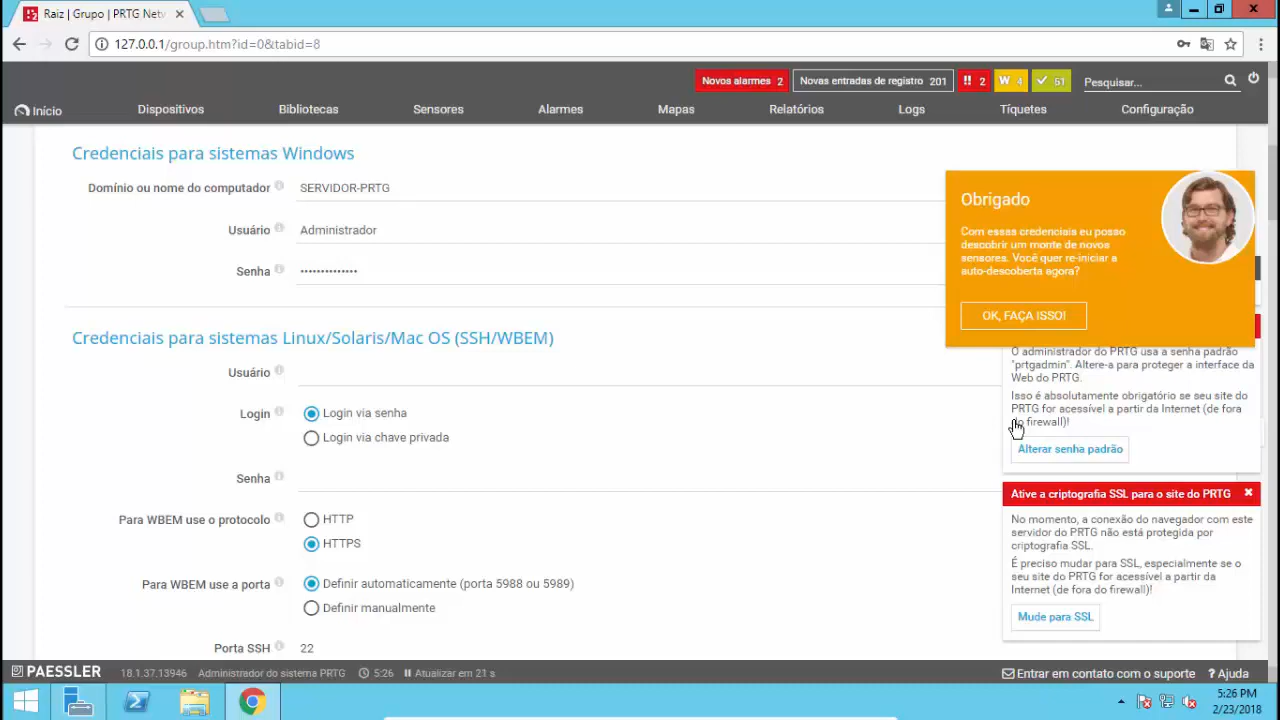 Raiz | Grupo | PRTG Netw
127.0.0.1/group.htm?id=0&tabid=8
Novos alarmes 2
Novas entradas de registro 201
!! 2
W 4
61
Pesquisar...
Início
Dispositivos
Bibliotecas
Sensores
Alarmes
Mapas
Relatórios
Logs
Tíquetes
Configuração
Credenciais para sistemas Windows
Domínio ou nome do computador
SERVIDOR-PRTG
Usuário
Administrador
Senha
••••••••••••••
Credenciais para sistemas Linux/Solaris/Mac OS (SSH/WBEM)
Usuário
Login
Login via senha
Login via chave privada
Senha
Para WBEM use o protocolo
HTTP
HTTPS
Para WBEM use a porta
Definir automaticamente (porta 5988 ou 5989)
Definir manualmente
Porta SSH
22
Obrigado
Com essas credenciais eu posso
descobrir um monte de novos
sensores. Você quer re-iniciar a
auto-descoberta agora?
OK, FAÇA ISSO!
O administrador do PRTG usa a senha padrão
"prtgadmin". Altere-a para proteger a interface da
Web do PRTG.
Isso é absolutamente obrigatório se seu site do
PRTG for acessível a partir da Internet (de fora
do firewall)!
Alterar senha padrão
Ative a criptografia SSL para o site do PRTG
No momento, a conexão do navegador com este
servidor do PRTG não está protegida por
criptografia SSL.
É preciso mudar para SSL, especialmente se o
seu site do PRTG for acessível a partir da
Internet (de fora do firewall)!
Mude para SSL
PAESSLER
18.1.37.13946
Administrador do sistema PRTG
5:26
Atualizar em 21 s
Entrar em contato com o suporte
? Ajuda
5:26 PM
2/23/2018